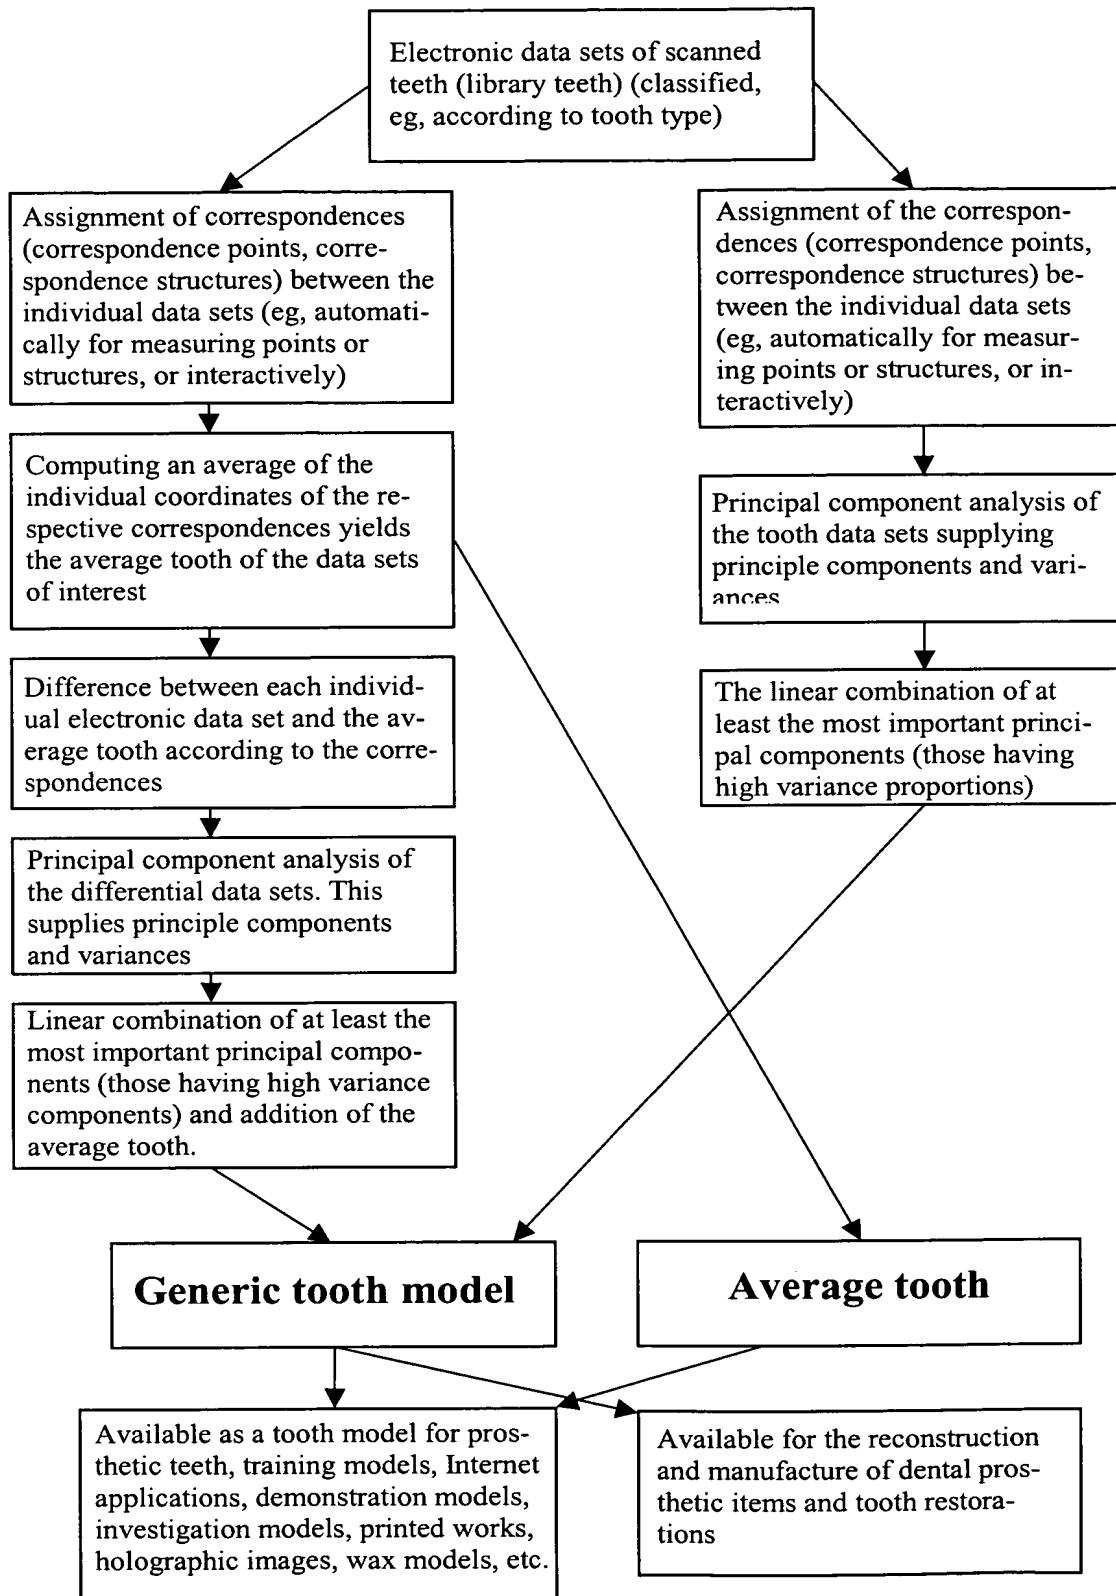 Electronic data sets of scanned
teeth (library teeth) (classified,
eg, according to tooth type)
Assignment of correspondences
(correspondence points, corre-
spondence structures) between the
individual data sets (eg, automati-
cally for measuring points or
structures, or interactively)
Assignment of the correspon-
dences (correspondence points,
correspondence structures) be-
tween the individual data sets
(eg, automatically for measur-
ing points or structures, or in-
teractively)
Computing an average of the
individual coordinates of the re-
spective correspondences yields
the average tooth of the data sets
of interest
Principal component analysis of
the tooth data sets supplying
principle components and vari-
ances
Difference between each individ-
ual electronic data set and the av-
erage tooth according to the corre-
spondences
The linear combination of at
least the most important princi-
pal components (those having
high variance proportions)
Principal component analysis of
the differential data sets. This
supplies principle components
and variances
Linear combination of at least the
most important principal compo-
nents (those having high variance
components) and addition of the
average tooth.
Generic tooth model
Average tooth
Available as a tooth model for pros-
thetic teeth, training models, Internet
applications, demonstration models,
investigation models, printed works,
holographic images, wax models, etc.
Available for the reconstruction
and manufacture of dental pros-
thetic items and tooth restora-
tions